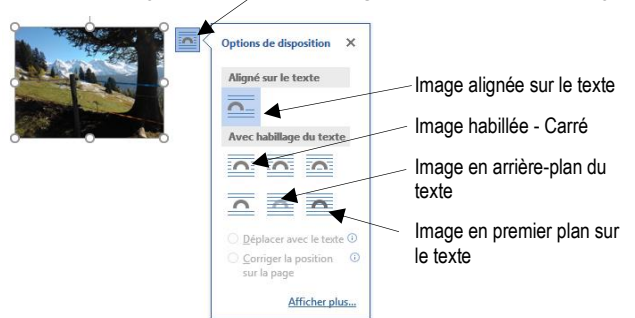 Options de disposition
Aligné sur le texte
Avec habillage du texte
Déplacer avec le texte
Corriger la position
sur la page
Afficher plus...
Image alignée sur le texte
Image habillée - Carré
Image en arrière-plan du
texte
Image en premier plan sur
le texte